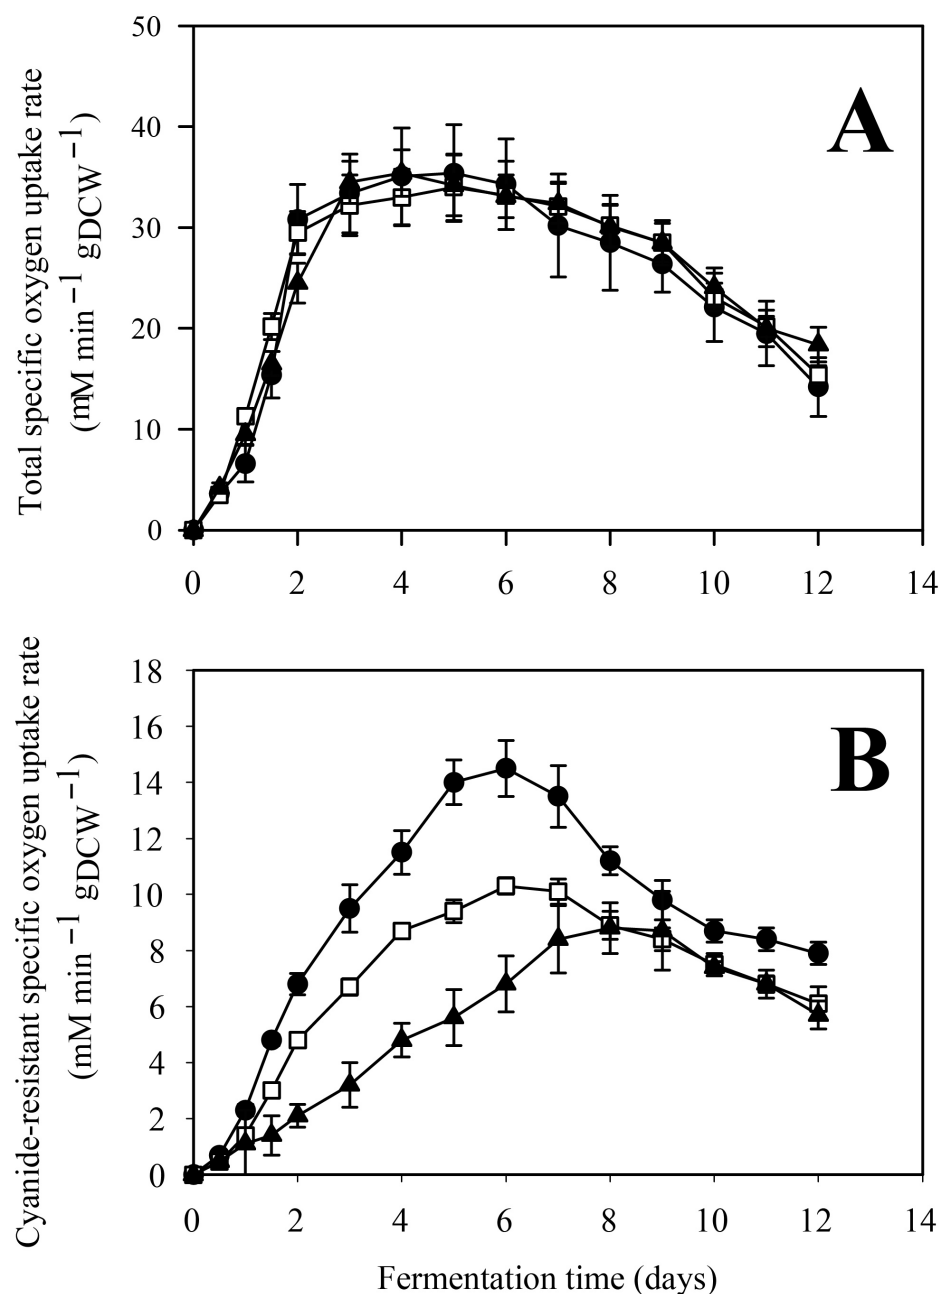 Total specific oxygen uptake rate
(mM min⁻¹ gDCW⁻¹)
50
40
30
20
10
0
A
0 2 4 6 8 10 12 14
Cyanide-resistant specific oxygen uptake rate
(mM min⁻¹ gDCW⁻¹)
18
16
14
12
10
8
6
4
2
0
B
0 2 4 6 8 10 12 14
Fermentation time (days)